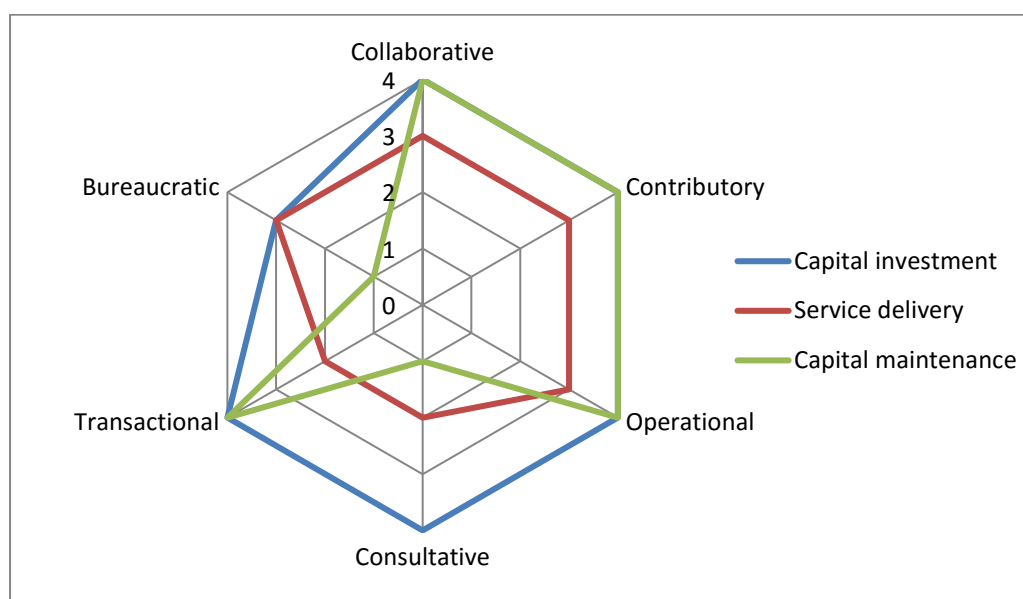 Collaborative
4
3
Bureaucratic
Contributory
2
1
Capital investment
0
Service delivery
Capital maintenance
Transactional
Operational
Consultative